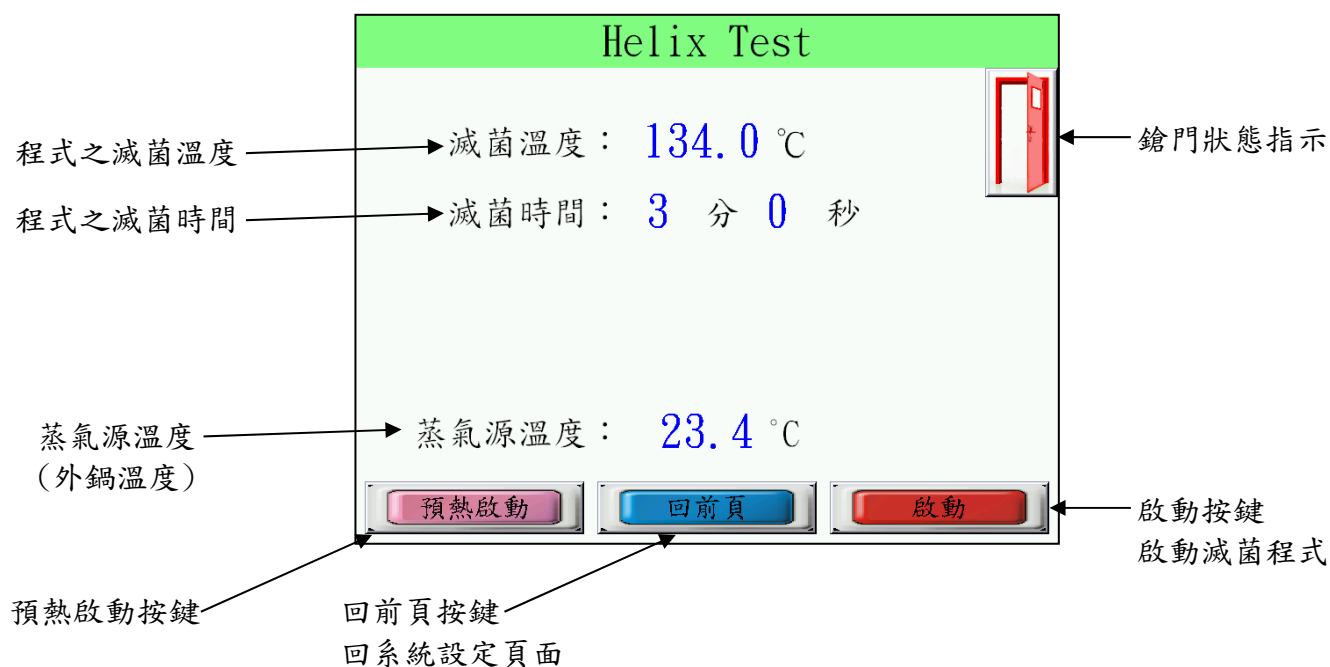 Helix Test
程式之滅菌溫度
滅菌溫度： 134.0 ℃
鎗門狀態指示
程式之滅菌時間
滅菌時間： 3 分 0 秒
蒸氣源溫度
（外鍋溫度）
蒸氣源溫度： 23.4 ℃
預熱啟動
回前頁
啟動
啟動按鍵
啟動滅菌程式
預熱啟動按鍵
回前頁按鍵
回系統設定頁面